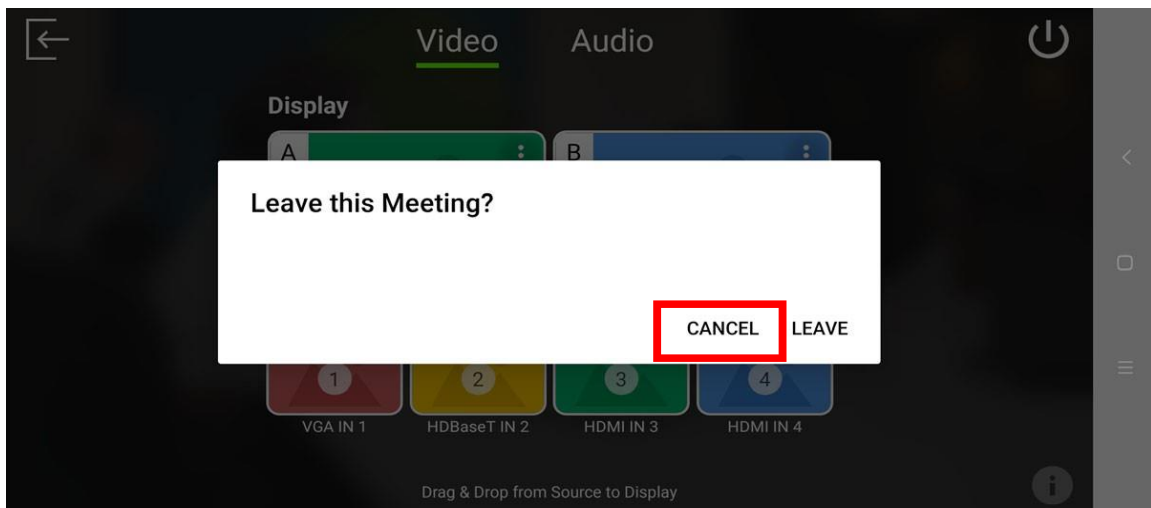 Video Audio
Display
A B
Leave this Meeting?
CANCEL LEAVE
1 2 3 4
VGA IN 1 HDBaseT IN 2 HDMI IN 3 HDMI IN 4
Drag & Drop from Source to Display
i